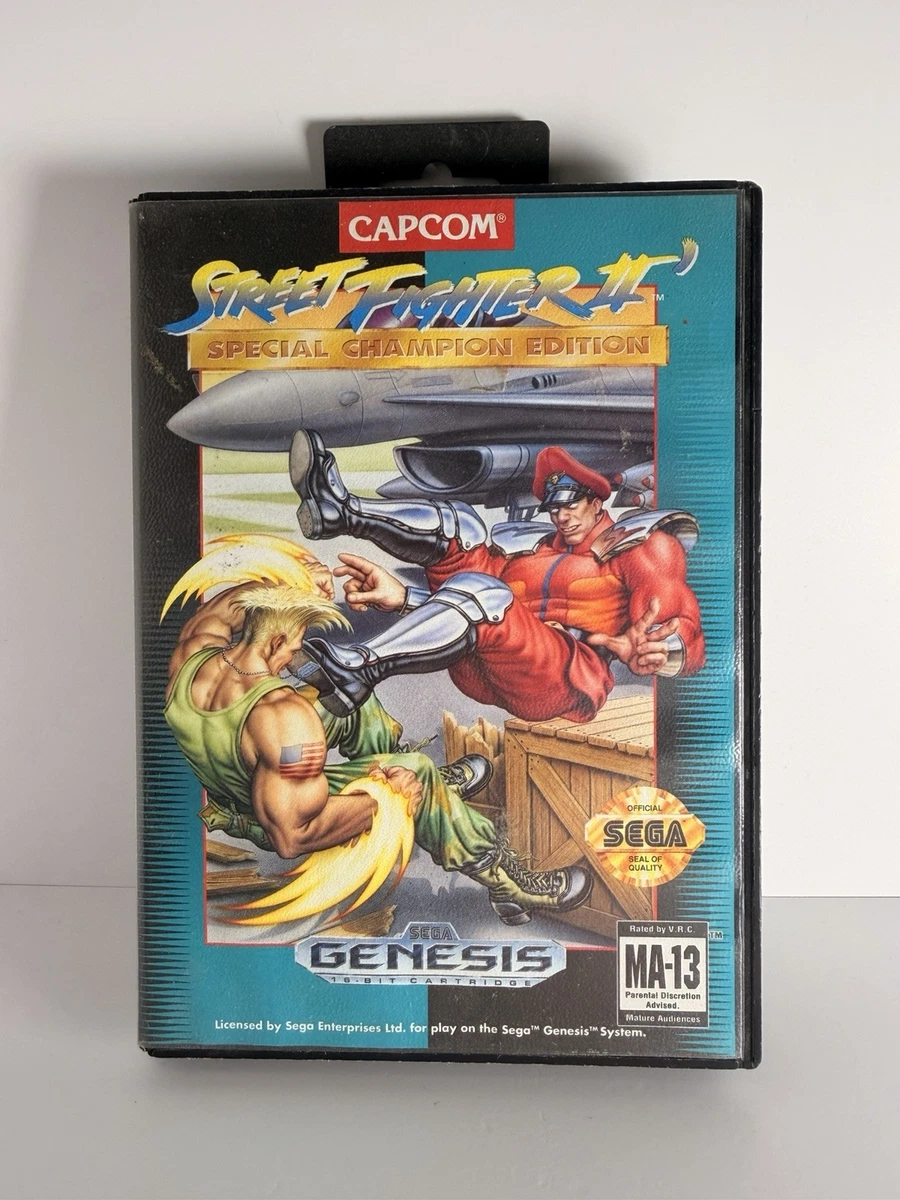 CAPCOM®
STREET FIGHTER II'™
SPECIAL CHAMPION EDITION
OFFICIAL
SEGA
SEAL OF
QUALITY
SEGA
GENESIS
16-BIT CARTRIDGE
Rated by V.R.C.
™
MA-13
Parental Discretion
Advised.
Mature Audiences
Licensed by Sega Enterprises Ltd. for play on the Sega™ Genesis™ System.